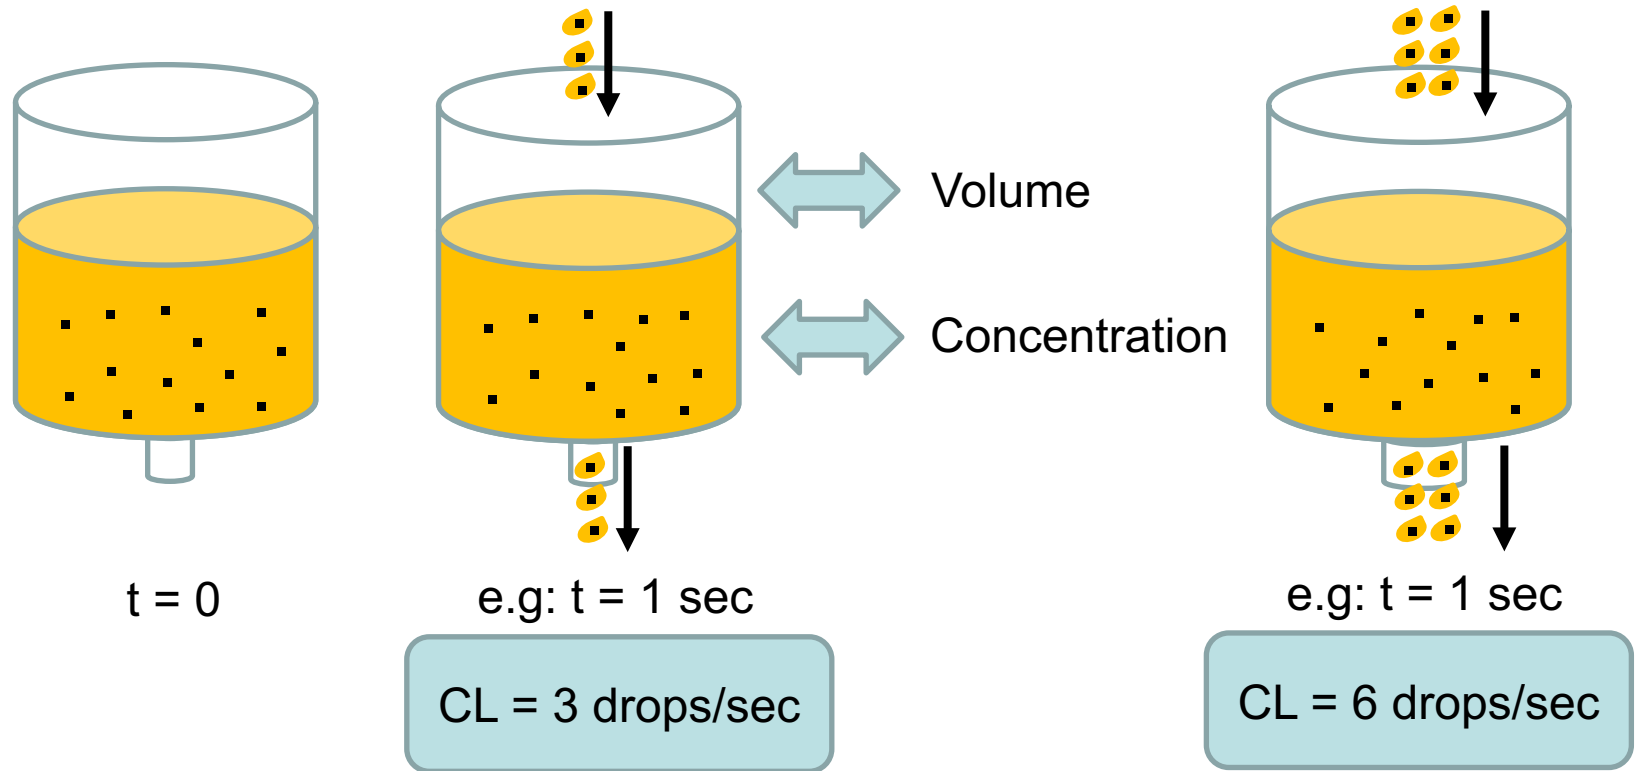 Volume
Concentration
t = 0
e.g: t = 1 sec
e.g: t = 1 sec
CL = 3 drops/sec
CL = 6 drops/sec